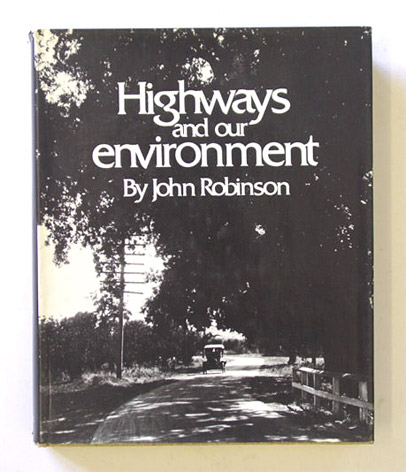 Highways
and our
environment
By John Robinson